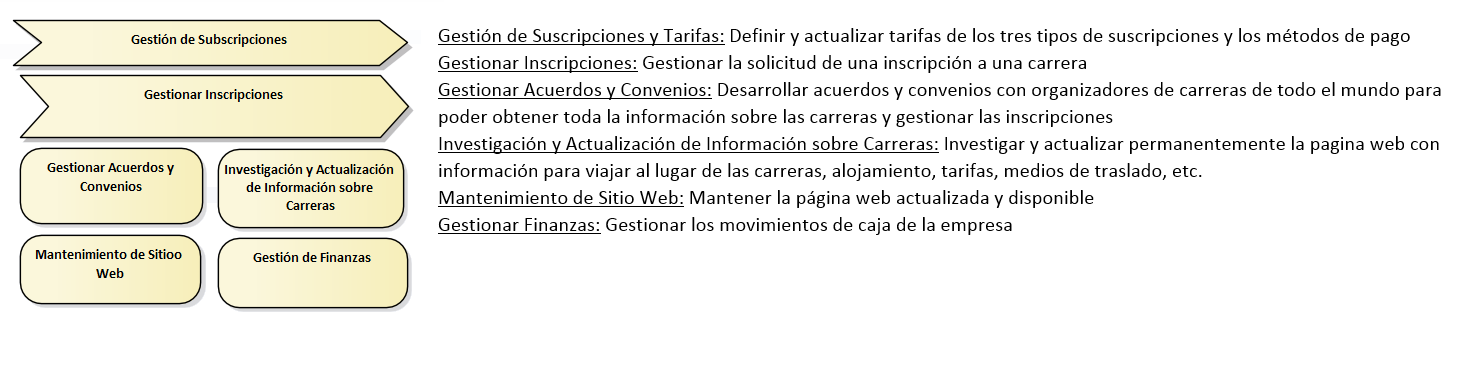 Gestión de Subscripciones
Gestionar Inscripciones
Gestionar Acuerdos y
Convenios
Investigación y Actualización
de Información sobre
Carreras
Mantenimiento de Sitioo
Web
Gestión de Finanzas
Gestión de Suscripciones y Tarifas: Definir y actualizar tarifas de los tres tipos de suscripciones y los métodos de pago
Gestionar Inscripciones: Gestionar la solicitud de una inscripción a una carrera
Gestionar Acuerdos y Convenios: Desarrollar acuerdos y convenios con organizadores de carreras de todo el mundo para
poder obtener toda la información sobre las carreras y gestionar las inscripciones
Investigación y Actualización de Información sobre Carreras: Investigar y actualizar permanentemente la pagina web con
información para viajar al lugar de las carreras, alojamiento, tarifas, medios de traslado, etc.
Mantenimiento de Sitio Web: Mantener la página web actualizada y disponible
Gestionar Finanzas: Gestionar los movimientos de caja de la empresa